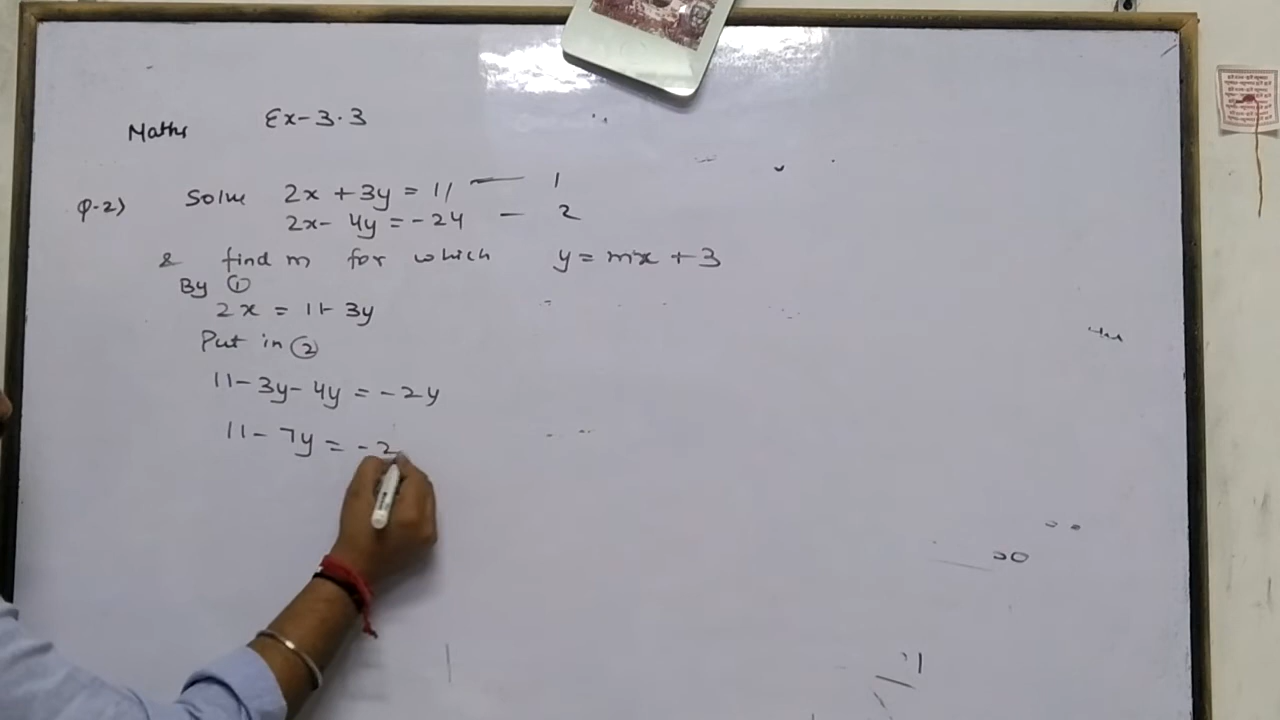 Maths Ex-3.3
Q-2) Solve 2x + 3y = 11 — 1
2x - 4y = -24 — 2
& find m for which y = mx + 3
By ①
2x = 11 - 3y
Put in ②
11 - 3y - 4y = -2y
11 - 7y = -2